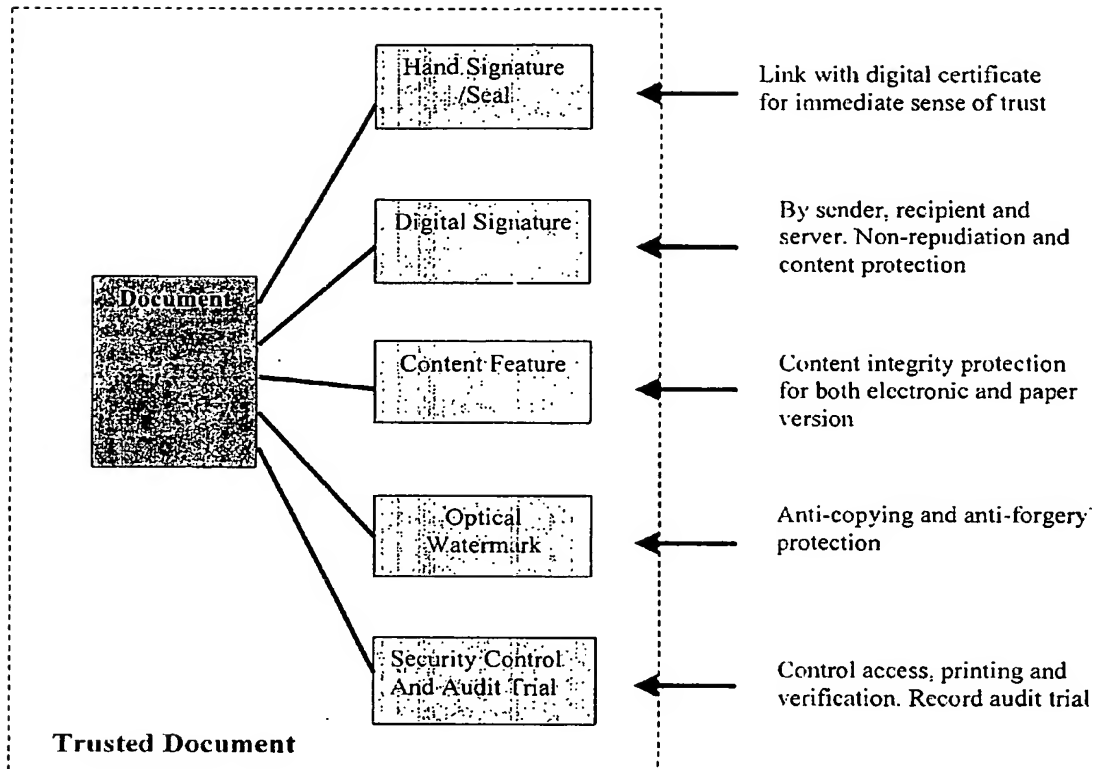 Hand Signature
/Seal
Link with digital certificate
for immediate sense of trust
Digital Signature
By sender, recipient and
server. Non-repudiation and
content protection
Document
Content Feature
Content integrity protection
for both electronic and paper
version
Optical
Watermark
Anti-copying and anti-forgery
protection
Security Control
And Audit Trial
Control access, printing and
verification. Record audit trial
Trusted Document